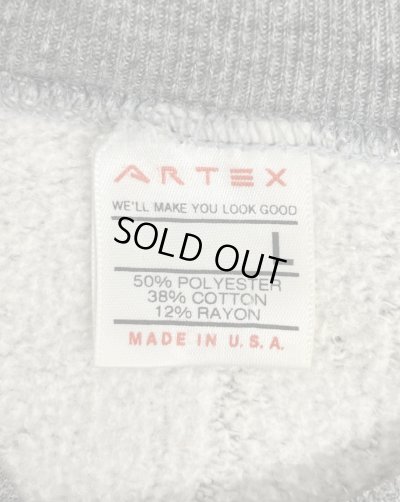 ARTEX
WE'LL MAKE YOU LOOK GOOD
L
SOLD OUT
50% POLYESTER
38% COTTON
12% RAYON
MADE IN U.S.A.